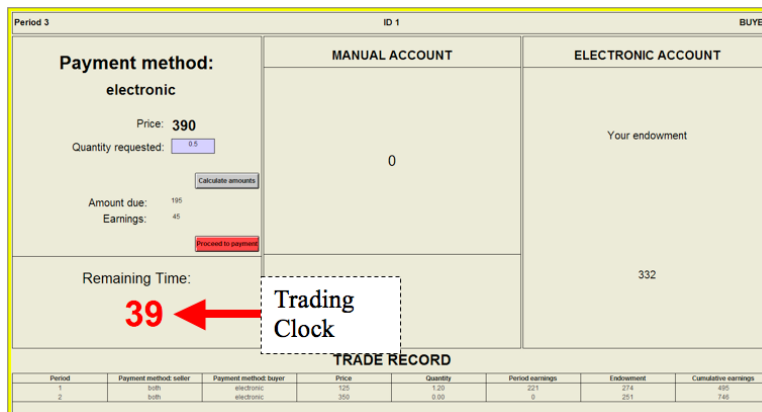 Period 3 ID 1 BUYE
Payment method:
electronic
Price: 390
Quantity requested: 0.5
Calculate amounts
Amount due: 195
Earnings: 45
Proceed to payment
Remaining Time:
39
MANUAL ACCOUNT
0
ELECTRONIC ACCOUNT
Your endowment
332
Trading
Clock
TRADE RECORD
Period Payment method: seller Payment method: buyer Price Quantity Period earnings Endowment Cumulative earnings
1 both electronic 125 1.20 221 274 495
2 both electronic 350 0.00 0 251 746